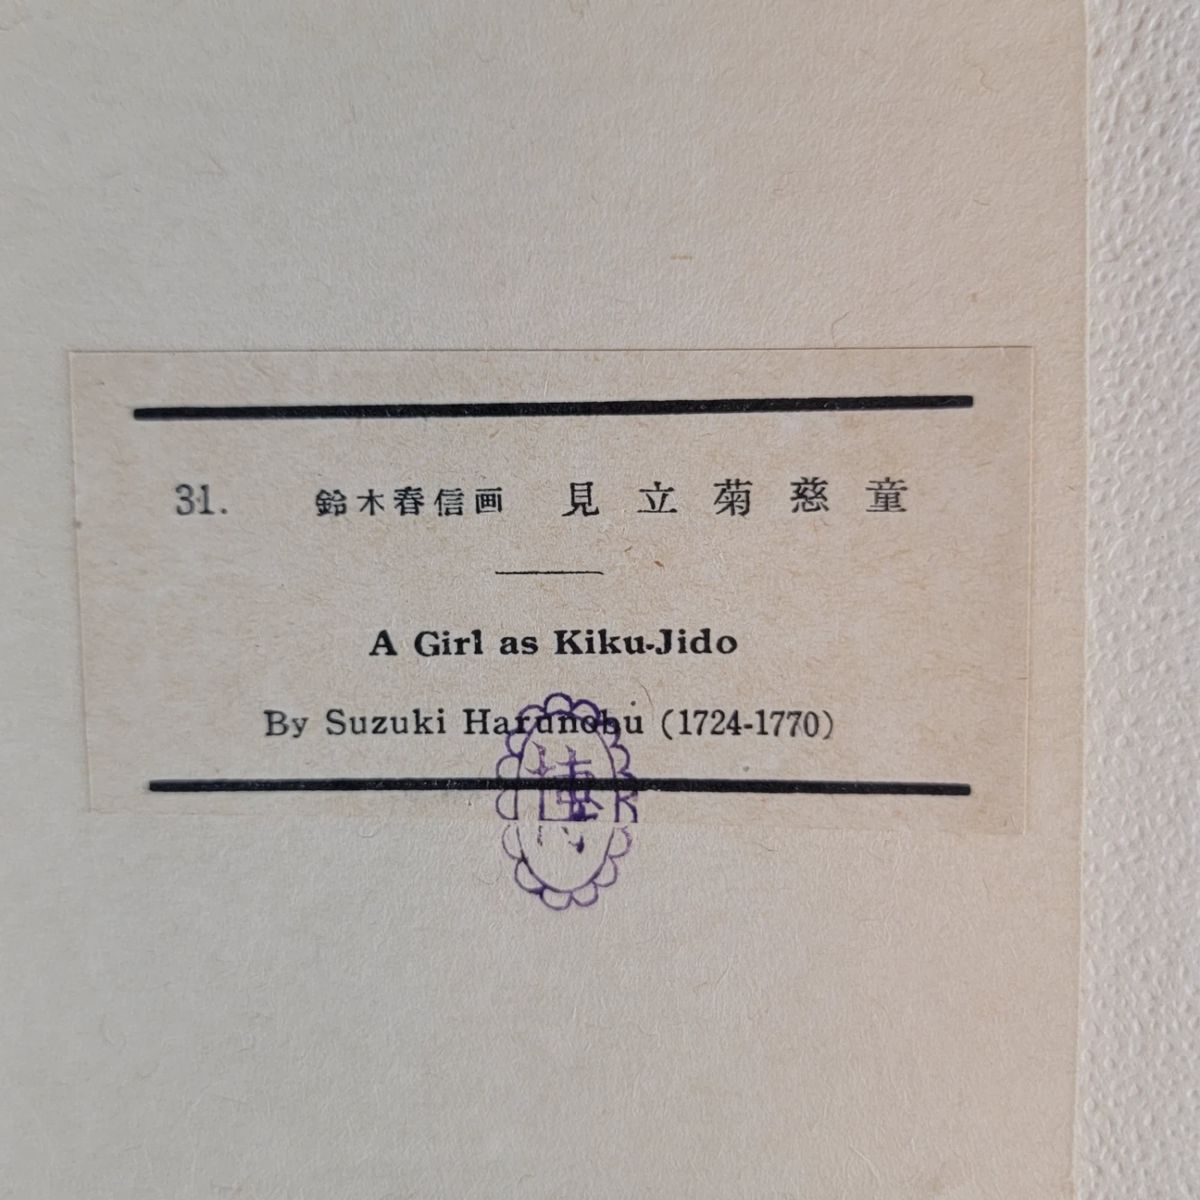 31. 鈴木春信画 見立菊慈童
A Girl as Kiku-Jido
By Suzuki Harunobu (1724-1770)